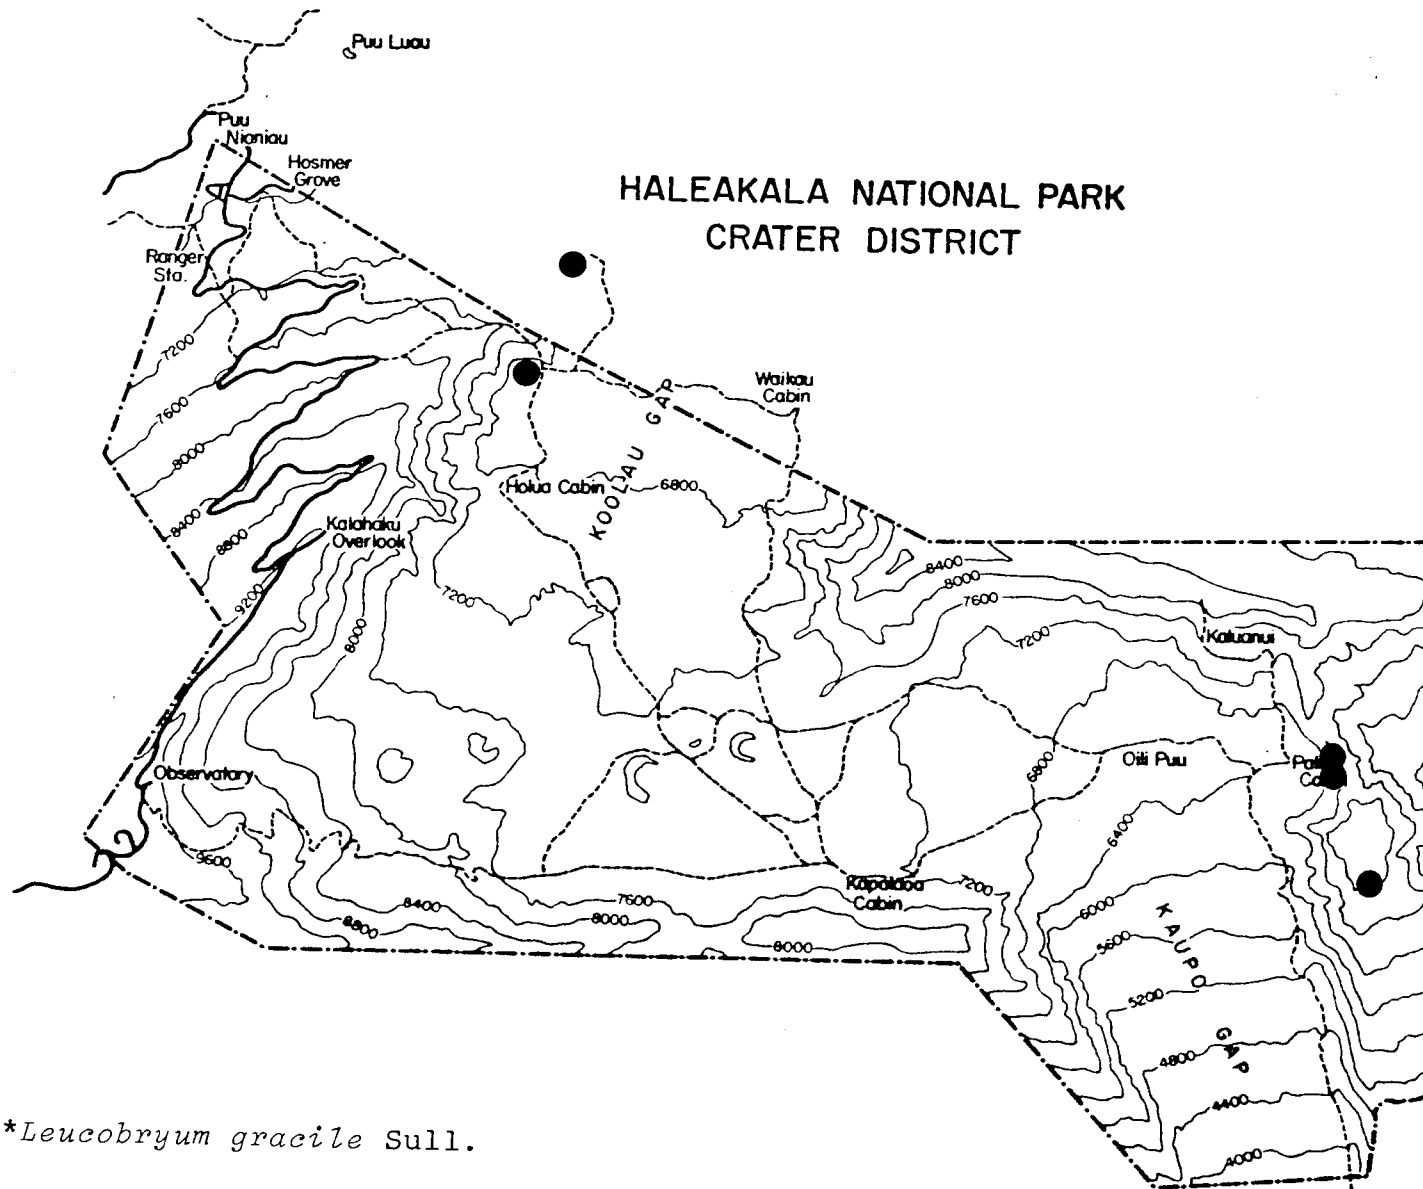 Puu Luau
Puu
Nianiau
Hosmer
Grove
HALEAKALA NATIONAL PARK
CRATER DISTRICT
Ranger
Sta.
7200
Waikau
Cabin
7600
KOOLAU GAP
8000
Holua Cabin
6800
8400
8800
Kalahaku
Overlook
9200
7200
8000
8400
8000
7600
7200
Kaluanui
6800
Oili Puu
Observatory
6400
9600
Kapalaoa
Cabin
7200
7600
8400
8000
8800
8000
6000
KAUPO GAP
5600
5200
4800
4400
4000
*Leucobryum gracile Sull.